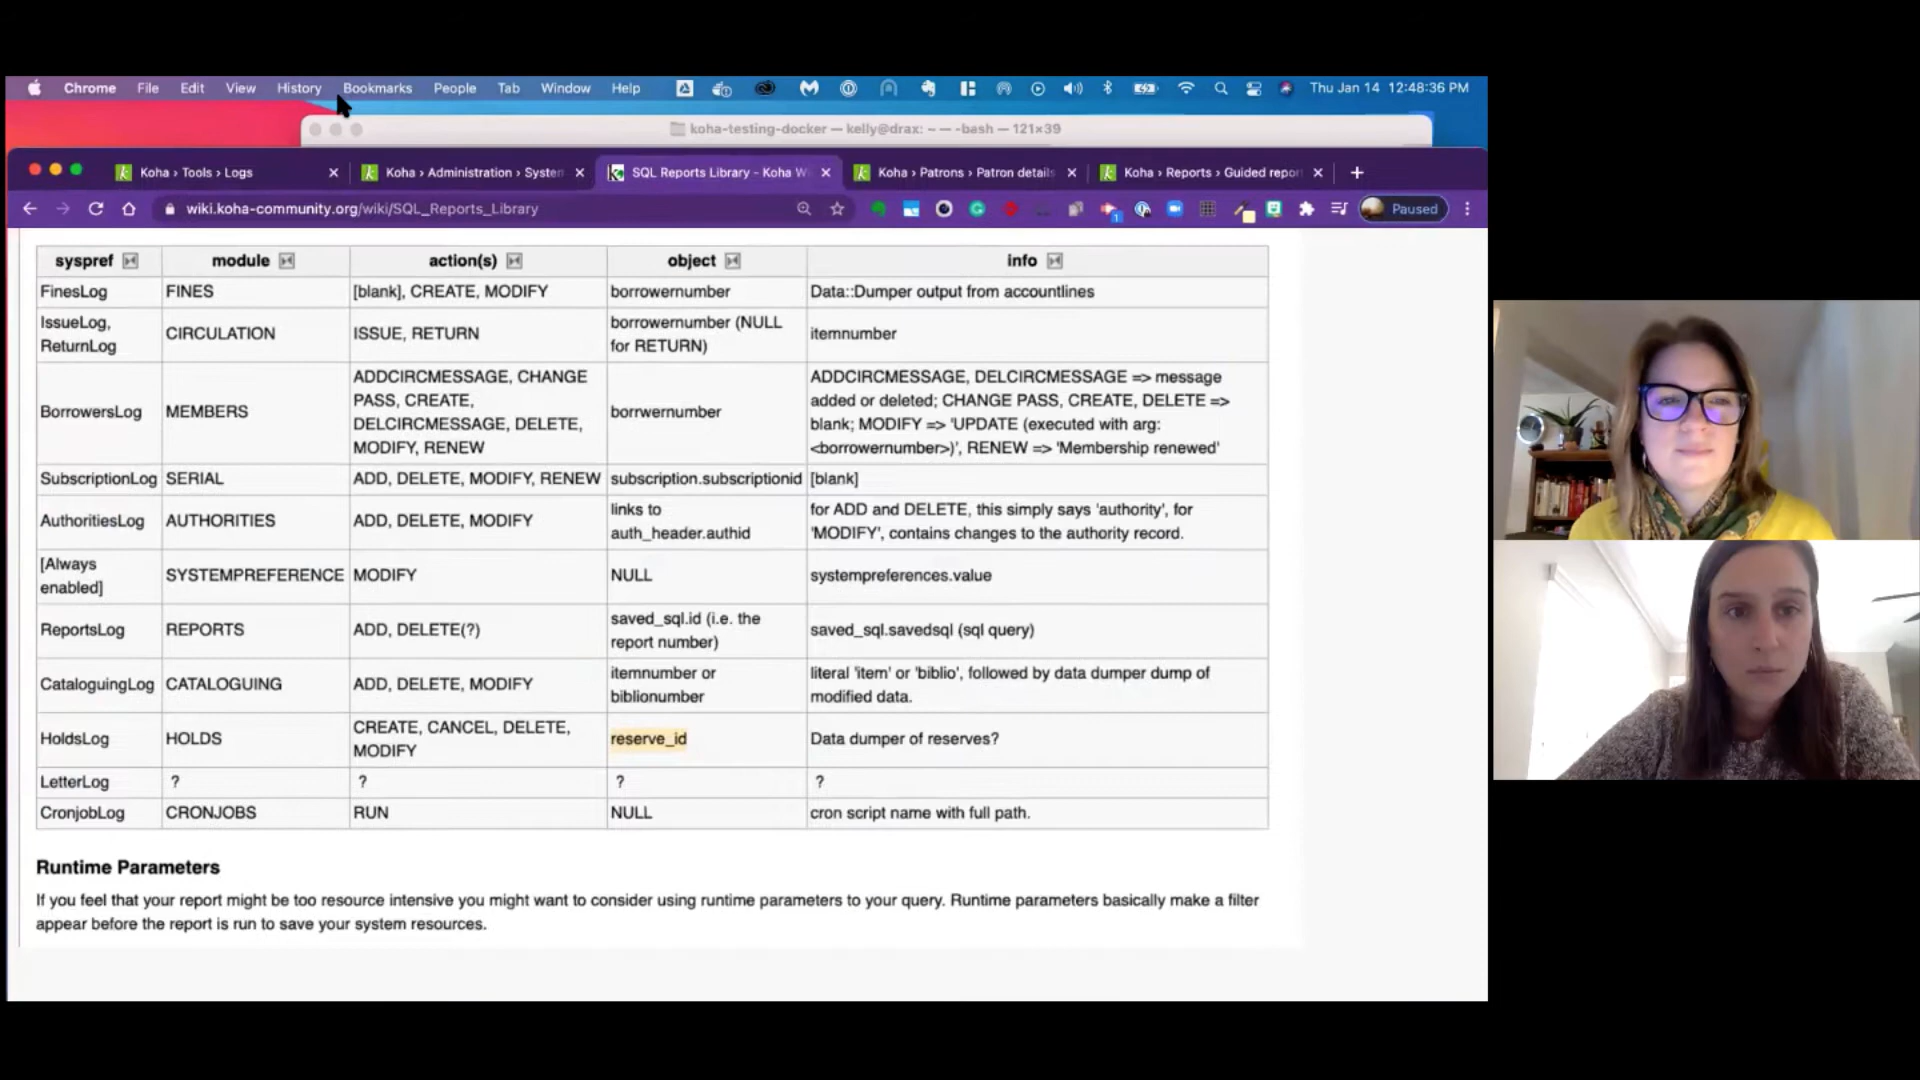 Chrome File Edit View History Bookmarks People Tab Window Help Thu Jan 14 12:48:36 PM
koha-testing-docker — kelly@drax: ~ — -bash — 121×39
Koha › Tools › Logs
Koha › Administration › System
SQL Reports Library - Koha W
Koha › Patrons › Patron details
Koha › Reports › Guided report
wiki.koha-community.org/wiki/SQL_Reports_Library
1
Paused
syspref module action(s) object info
FinesLog FINES [blank], CREATE, MODIFY borrowernumber Data::Dumper output from accountlines
IssueLog,
ReturnLog
CIRCULATION
ISSUE, RETURN
borrowernumber (NULL
for RETURN)
itemnumber
BorrowersLog
MEMBERS
ADDCIRCMESSAGE, CHANGE
PASS, CREATE,
DELCIRCMESSAGE, DELETE,
MODIFY, RENEW
borrwernumber
ADDCIRCMESSAGE, DELCIRCMESSAGE => message
added or deleted; CHANGE PASS, CREATE, DELETE =>
blank; MODIFY => 'UPDATE (executed with arg:
<borrowernumber>)', RENEW => 'Membership renewed'
SubscriptionLog SERIAL ADD, DELETE, MODIFY, RENEW subscription.subscriptionid [blank]
AuthoritiesLog
AUTHORITIES
ADD, DELETE, MODIFY
links to
auth_header.authid
for ADD and DELETE, this simply says 'authority', for
'MODIFY', contains changes to the authority record.
[Always
enabled]
SYSTEMPREFERENCE
MODIFY
NULL
systempreferences.value
ReportsLog
REPORTS
ADD, DELETE(?)
saved_sql.id (i.e. the
report number)
saved_sql.savedsql (sql query)
CataloguingLog
CATALOGUING
ADD, DELETE, MODIFY
itemnumber or
biblionumber
literal 'item' or 'biblio', followed by data dumper dump of
modified data.
HoldsLog
HOLDS
CREATE, CANCEL, DELETE,
MODIFY
reserve_id
Data dumper of reserves?
LetterLog ? ? ? ?
CronjobLog CRONJOBS RUN NULL cron script name with full path.
Runtime Parameters
If you feel that your report might be too resource intensive you might want to consider using runtime parameters to your query. Runtime parameters basically make a filter
appear before the report is run to save your system resources.